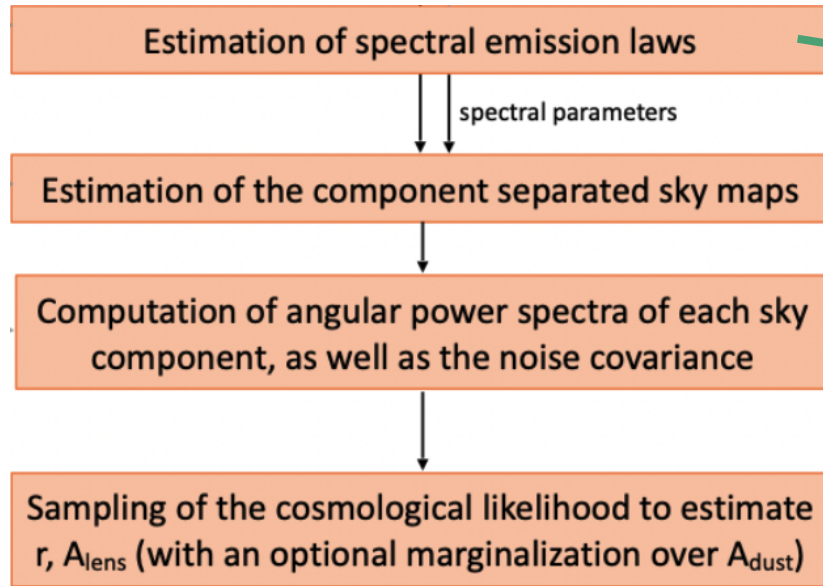 Estimation of spectral emission laws
spectral parameters
Estimation of the component separated sky maps
Computation of angular power spectra of each sky
component, as well as the noise covariance
Sampling of the cosmological likelihood to estimate
r, Alens (with an optional marginalization over Adust)